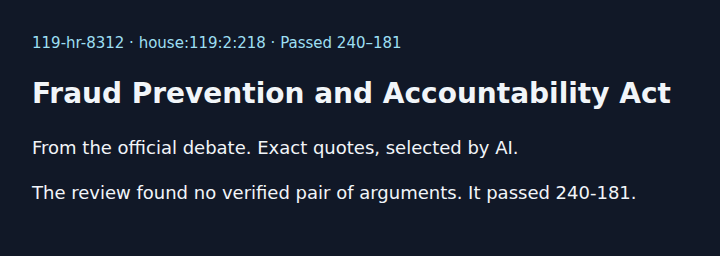 119-hr-8312 · house:119:2:218 · Passed 240–181
Fraud Prevention and Accountability Act
From the official debate. Exact quotes, selected by AI.
The review found no verified pair of arguments. It passed 240-181.